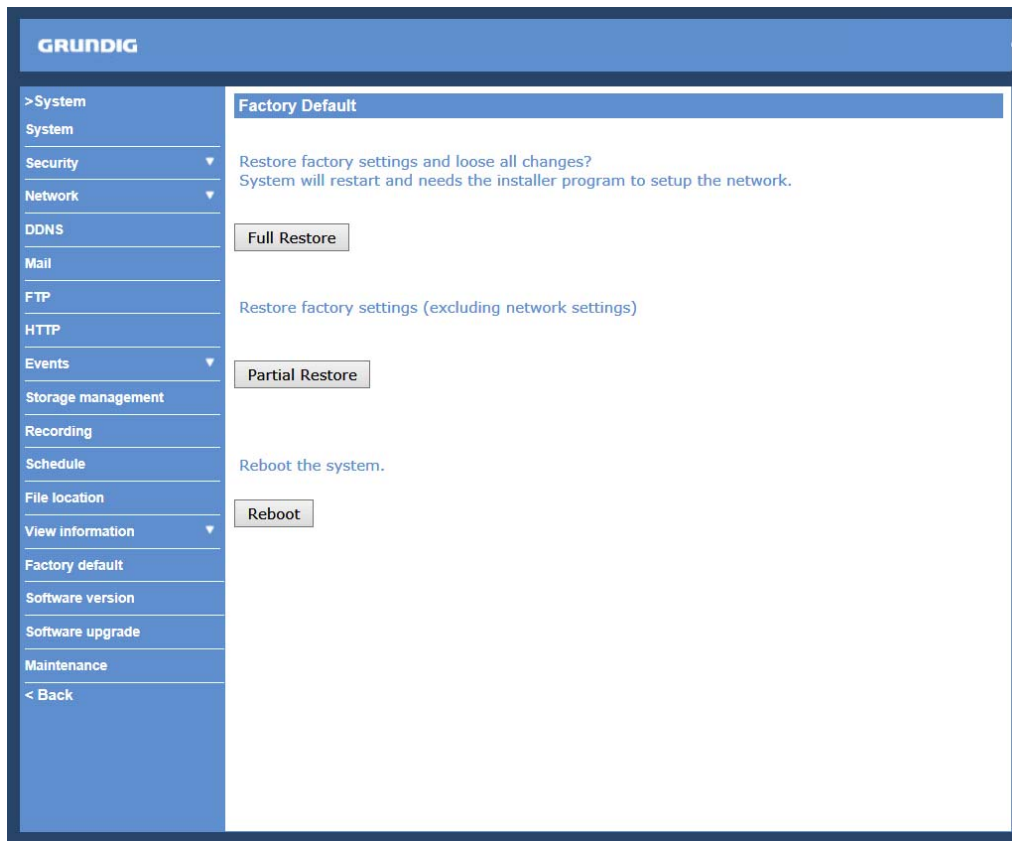 GRUNDIG
>System
System
Security
Network
DDNS
Mail
FTP
HTTP
Events
Storage management
Recording
Schedule
File location
View information
Factory default
Software version
Software upgrade
Maintenance
< Back
Factory Default
Restore factory settings and loose all changes?
System will restart and needs the installer program to setup the network.
Full Restore
Restore factory settings (excluding network settings)
Partial Restore
Reboot the system.
Reboot